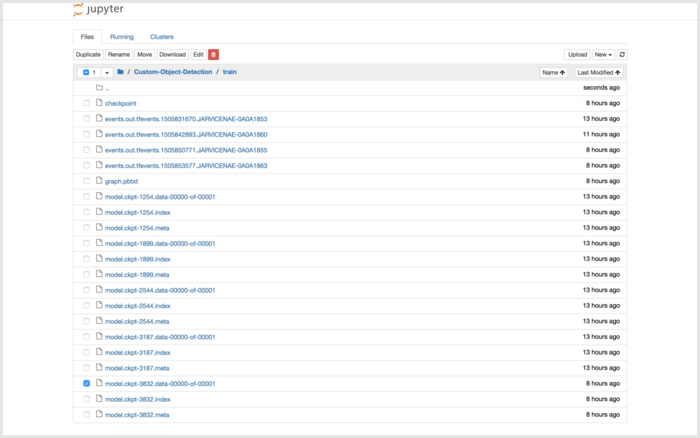 jupyter
Files Running Clusters
Duplicate Rename Move Download Edit Upload New
1 / Custom-Object-Detection / train Name Last Modified
.. seconds ago
checkpoint 8 hours ago
events.out.tfevents.1505831670.JARVICENAE-0A0A1853 13 hours ago
events.out.tfevents.1505842893.JARVICENAE-0A0A1860 11 hours ago
events.out.tfevents.1505850771.JARVICENAE-0A0A1855 8 hours ago
events.out.tfevents.1505853577.JARVICENAE-0A0A1863 8 hours ago
graph.pbtxt 8 hours ago
model.ckpt-1254.data-00000-of-00001 13 hours ago
model.ckpt-1254.index 13 hours ago
model.ckpt-1254.meta 13 hours ago
model.ckpt-1899.data-00000-of-00001 13 hours ago
model.ckpt-1899.index 13 hours ago
model.ckpt-1899.meta 13 hours ago
model.ckpt-2544.data-00000-of-00001 13 hours ago
model.ckpt-2544.index 13 hours ago
model.ckpt-2544.meta 13 hours ago
model.ckpt-3187.data-00000-of-00001 13 hours ago
model.ckpt-3187.index 13 hours ago
model.ckpt-3187.meta 13 hours ago
model.ckpt-3832.data-00000-of-00001 8 hours ago
model.ckpt-3832.index 8 hours ago
model.ckpt-3832.meta 8 hours ago